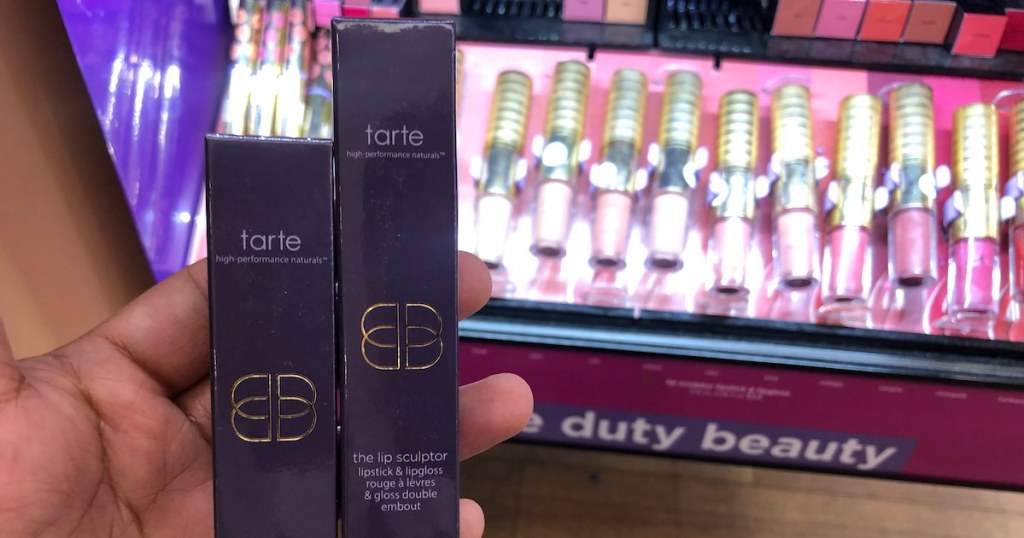 tarte
high-performance naturals™
tarte
high-performance naturals™
the lip sculptor
lipstick & lipgloss
rouge à lèvres
& gloss double
embout
e duty beauty